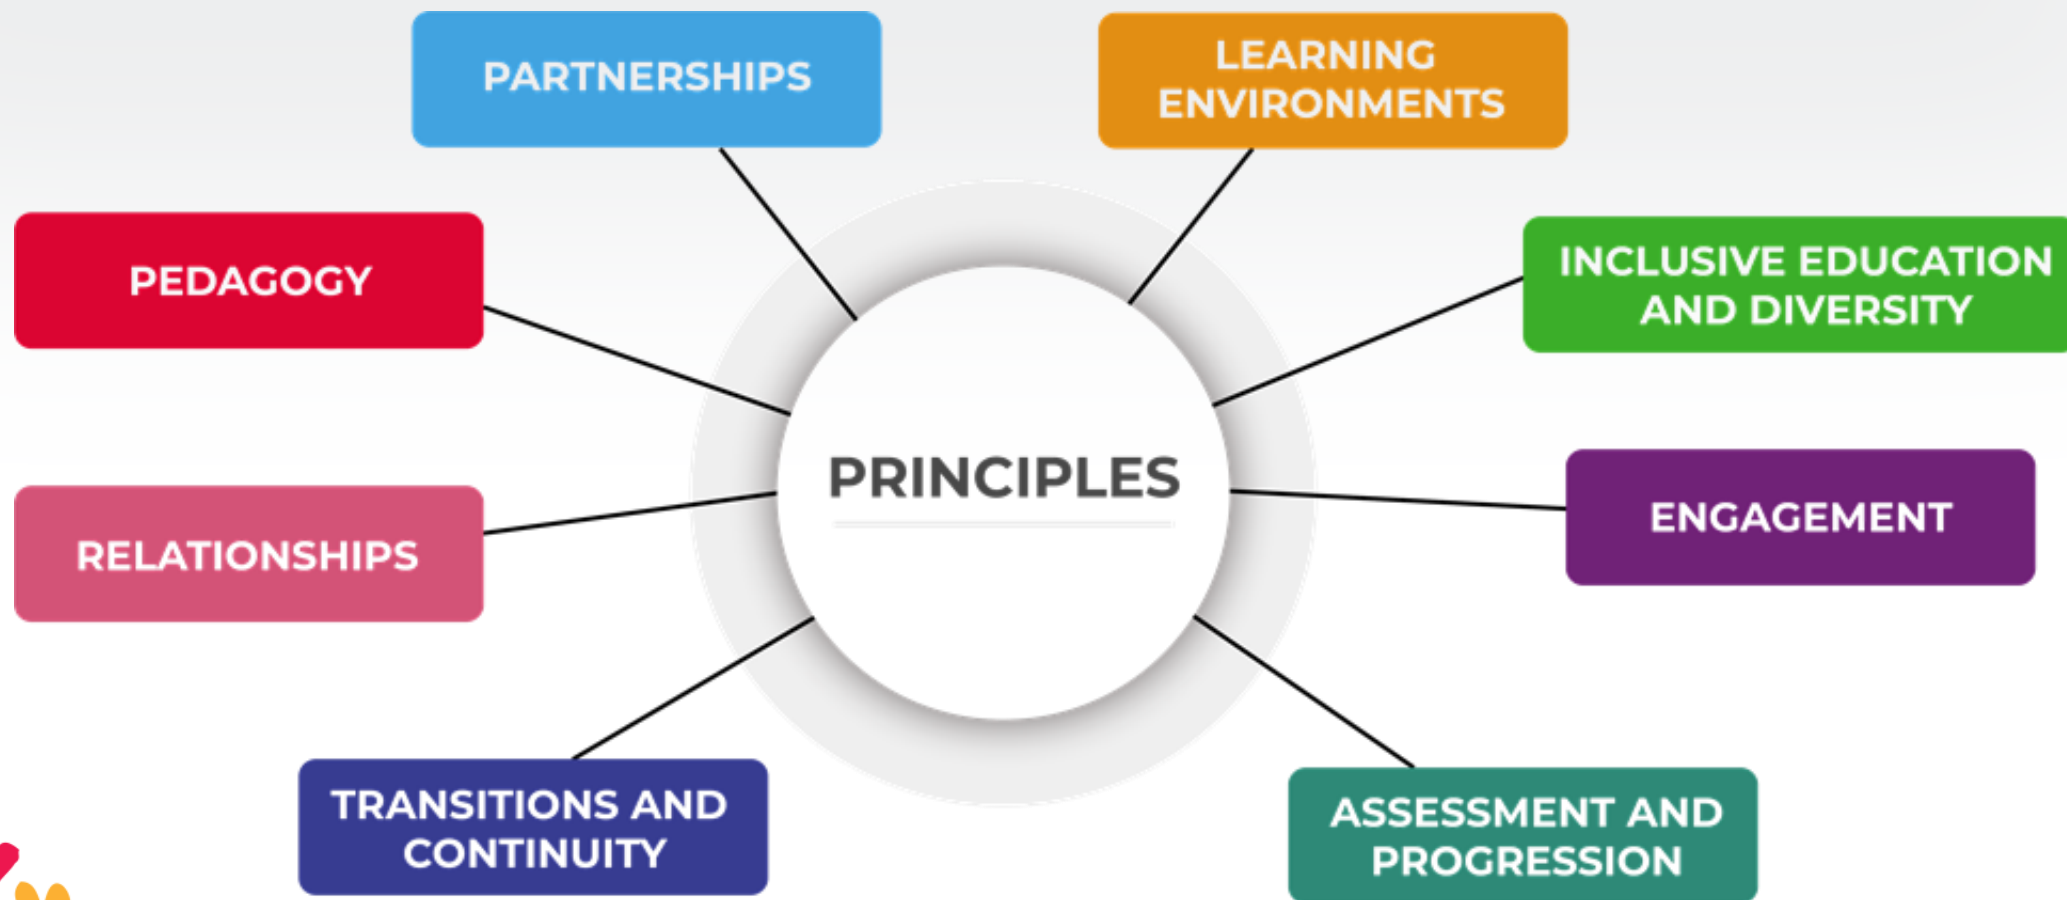 PARTNERSHIPS
LEARNING
ENVIRONMENTS
PEDAGOGY
INCLUSIVE EDUCATION
AND DIVERSITY
PRINCIPLES
RELATIONSHIPS
ENGAGEMENT
TRANSITIONS AND
CONTINUITY
ASSESSMENT AND
PROGRESSION